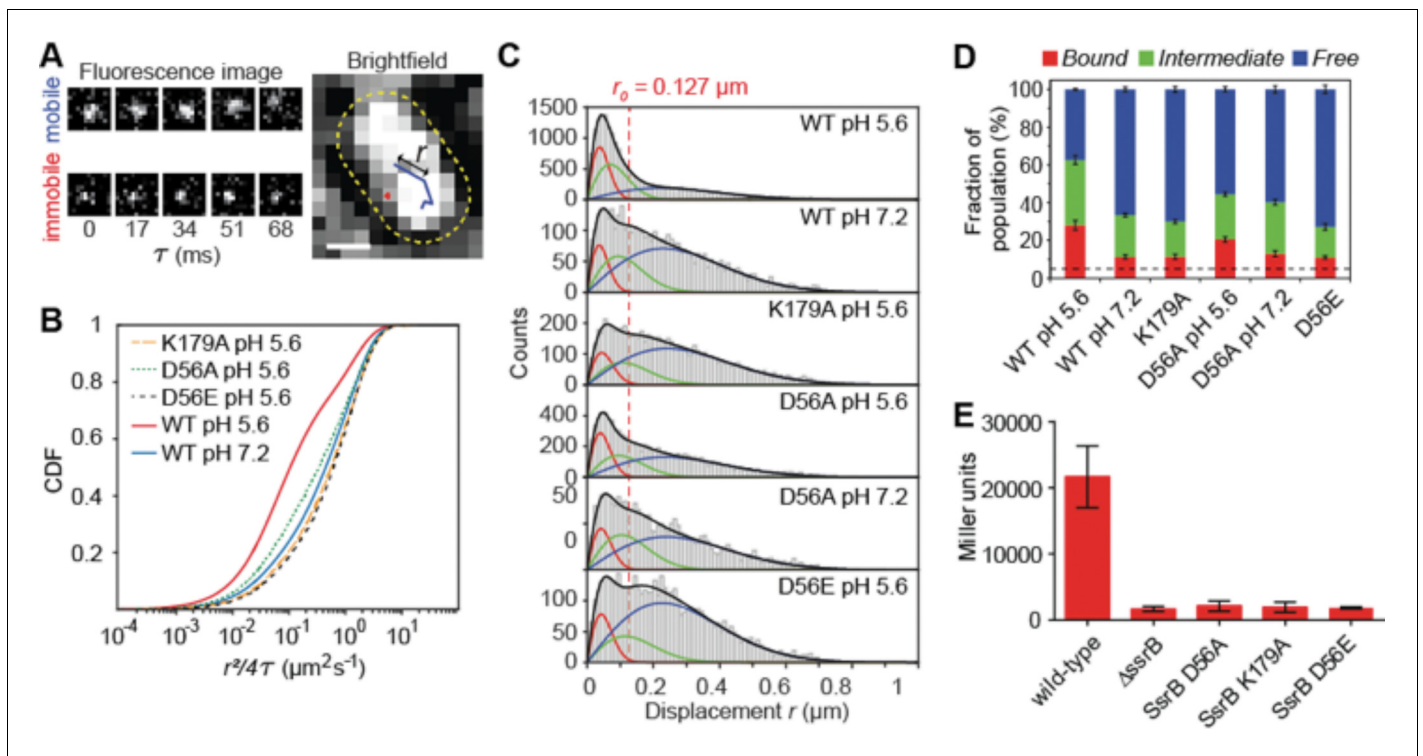 A
Fluorescence image
mobile
immobile
0 17 34 51 68
τ (ms)
Brightfield
r
B
CDF
1
0.8
0.6
0.4
0.2
K179A pH 5.6
D56A pH 5.6
D56E pH 5.6
WT pH 5.6
WT pH 7.2
10⁻⁴ 10⁻³ 10⁻² 10⁻¹ 10⁰ 10¹
r²/4τ (μm²s⁻¹)
C
r₀ = 0.127 μm
Counts
1500
1000
500
0
WT pH 5.6
100
50
0
WT pH 7.2
200
100
0
K179A pH 5.6
400
200
0
D56A pH 5.6
50
0
D56A pH 7.2
100
50
0
D56E pH 5.6
0 0.2 0.4 0.6 0.8 1
Displacement r (μm)
D
Bound Intermediate Free
Fraction of
population (%)
100
80
60
40
20
0
WT pH 5.6
WT pH 7.2
K179A
D56A pH 5.6
D56A pH 7.2
D56E
E
Miller units
30000
20000
10000
0
wild-type
ΔssrB
SsrB D56A
SsrB K179A
SsrB D56E